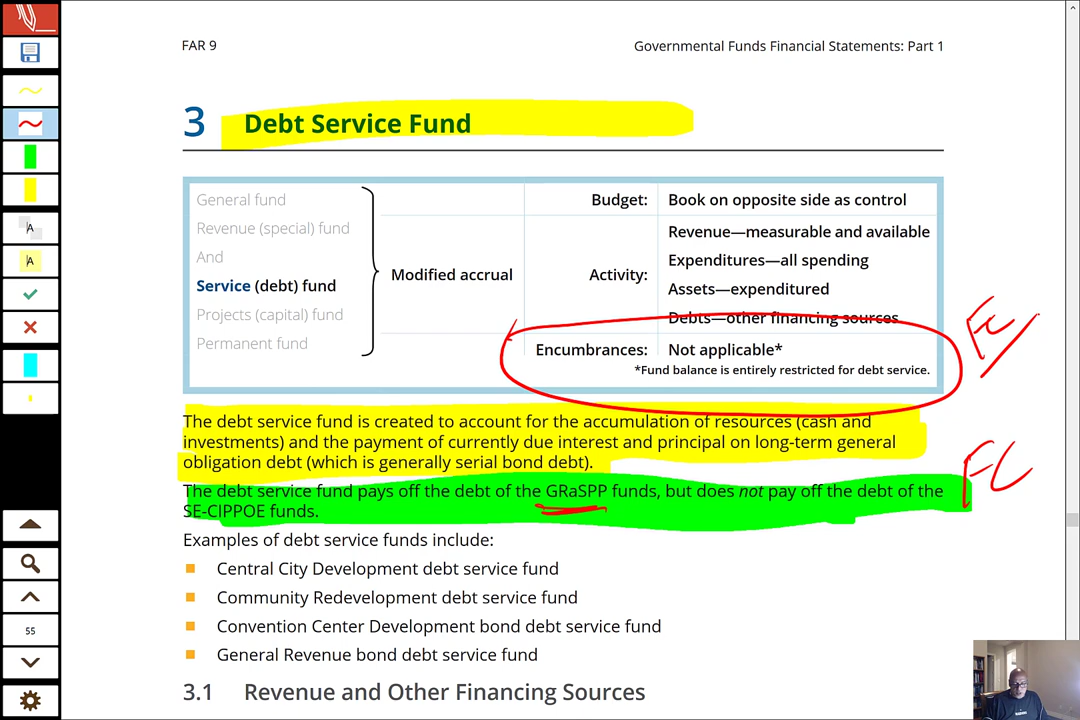 FAR 9
Governmental Funds Financial Statements: Part 1
3 Debt Service Fund
General fund
Revenue (special) fund
And
Service (debt) fund
Projects (capital) fund
Permanent fund
Modified accrual
Budget: Book on opposite side as control
Activity: Revenue—measurable and available
Expenditures—all spending
Assets—expenditured
Debts—other financing sources
Encumbrances: Not applicable*
*Fund balance is entirely restricted for debt service.
FC
The debt service fund is created to account for the accumulation of resources (cash and
investments) and the payment of currently due interest and principal on long-term general
obligation debt (which is generally serial bond debt).
FC
The debt service fund pays off the debt of the GRaSPP funds, but does not pay off the debt of the
SE-CIPPOE funds.
Examples of debt service funds include:
Central City Development debt service fund
Community Redevelopment debt service fund
Convention Center Development bond debt service fund
General Revenue bond debt service fund
3.1 Revenue and Other Financing Sources
A
A
55